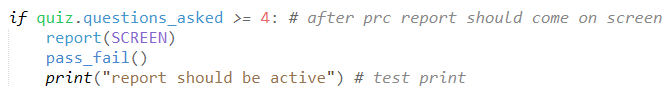 if quiz.questions_asked >= 4: # after prc report should come on screen
    report(SCREEN)
    pass_fail()
    print("report should be active") # test print